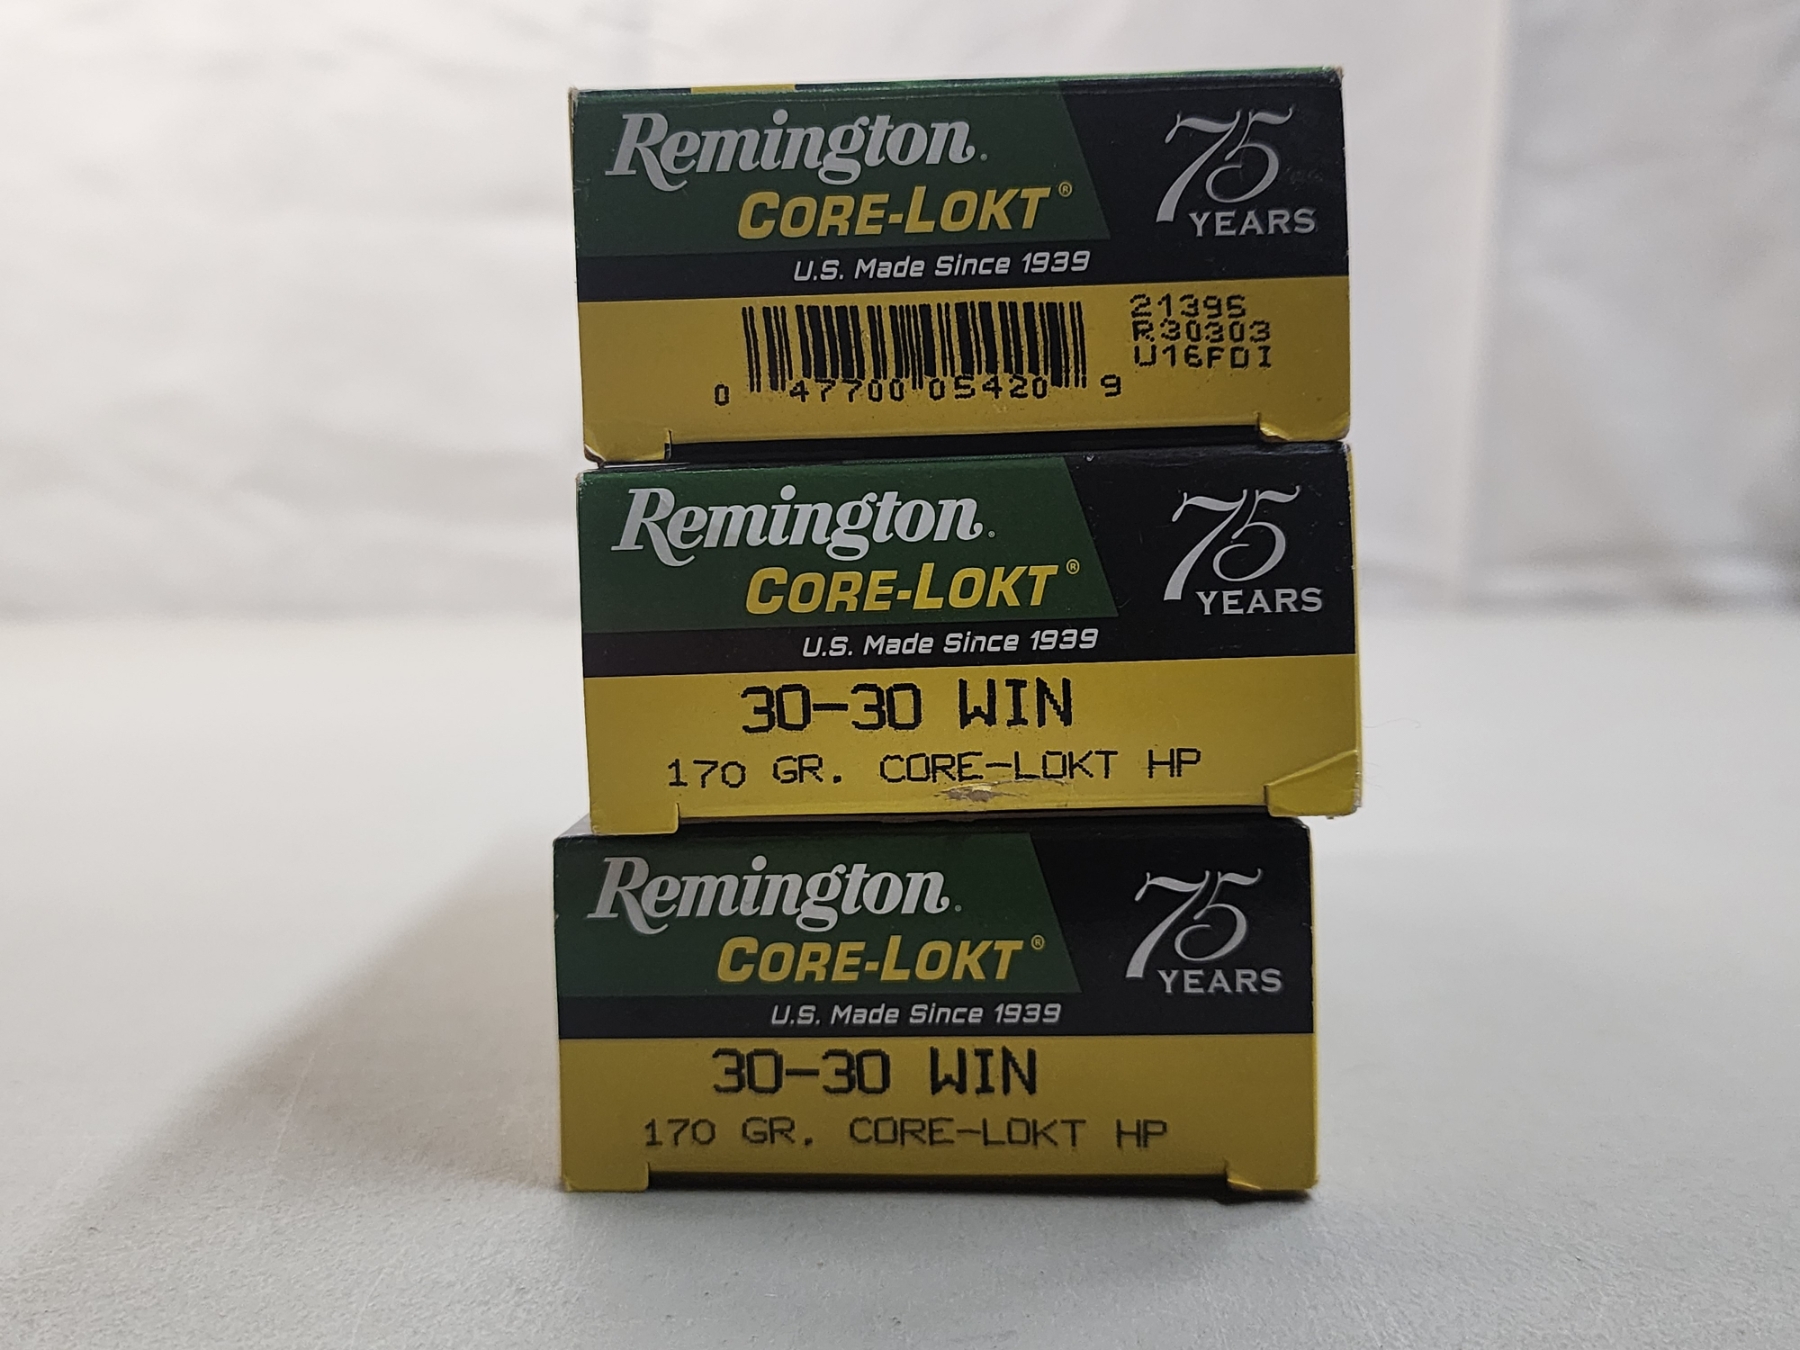 Remington.
CORE-LOKT®
75
YEARS
U.S. Made Since 1939
0 47700 05420 9
21395
R30303
U16FDI
Remington.
CORE-LOKT®
75
YEARS
U.S. Made Since 1939
30-30 WIN
170 GR. CORE-LOKT HP
Remington.
CORE-LOKT®
75
YEARS
U.S. Made Since 1939
30-30 WIN
170 GR. CORE-LOKT HP